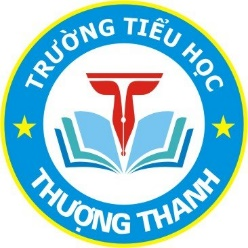 TRƯỜNG TIỂU HỌC
THƯỢNG THANH